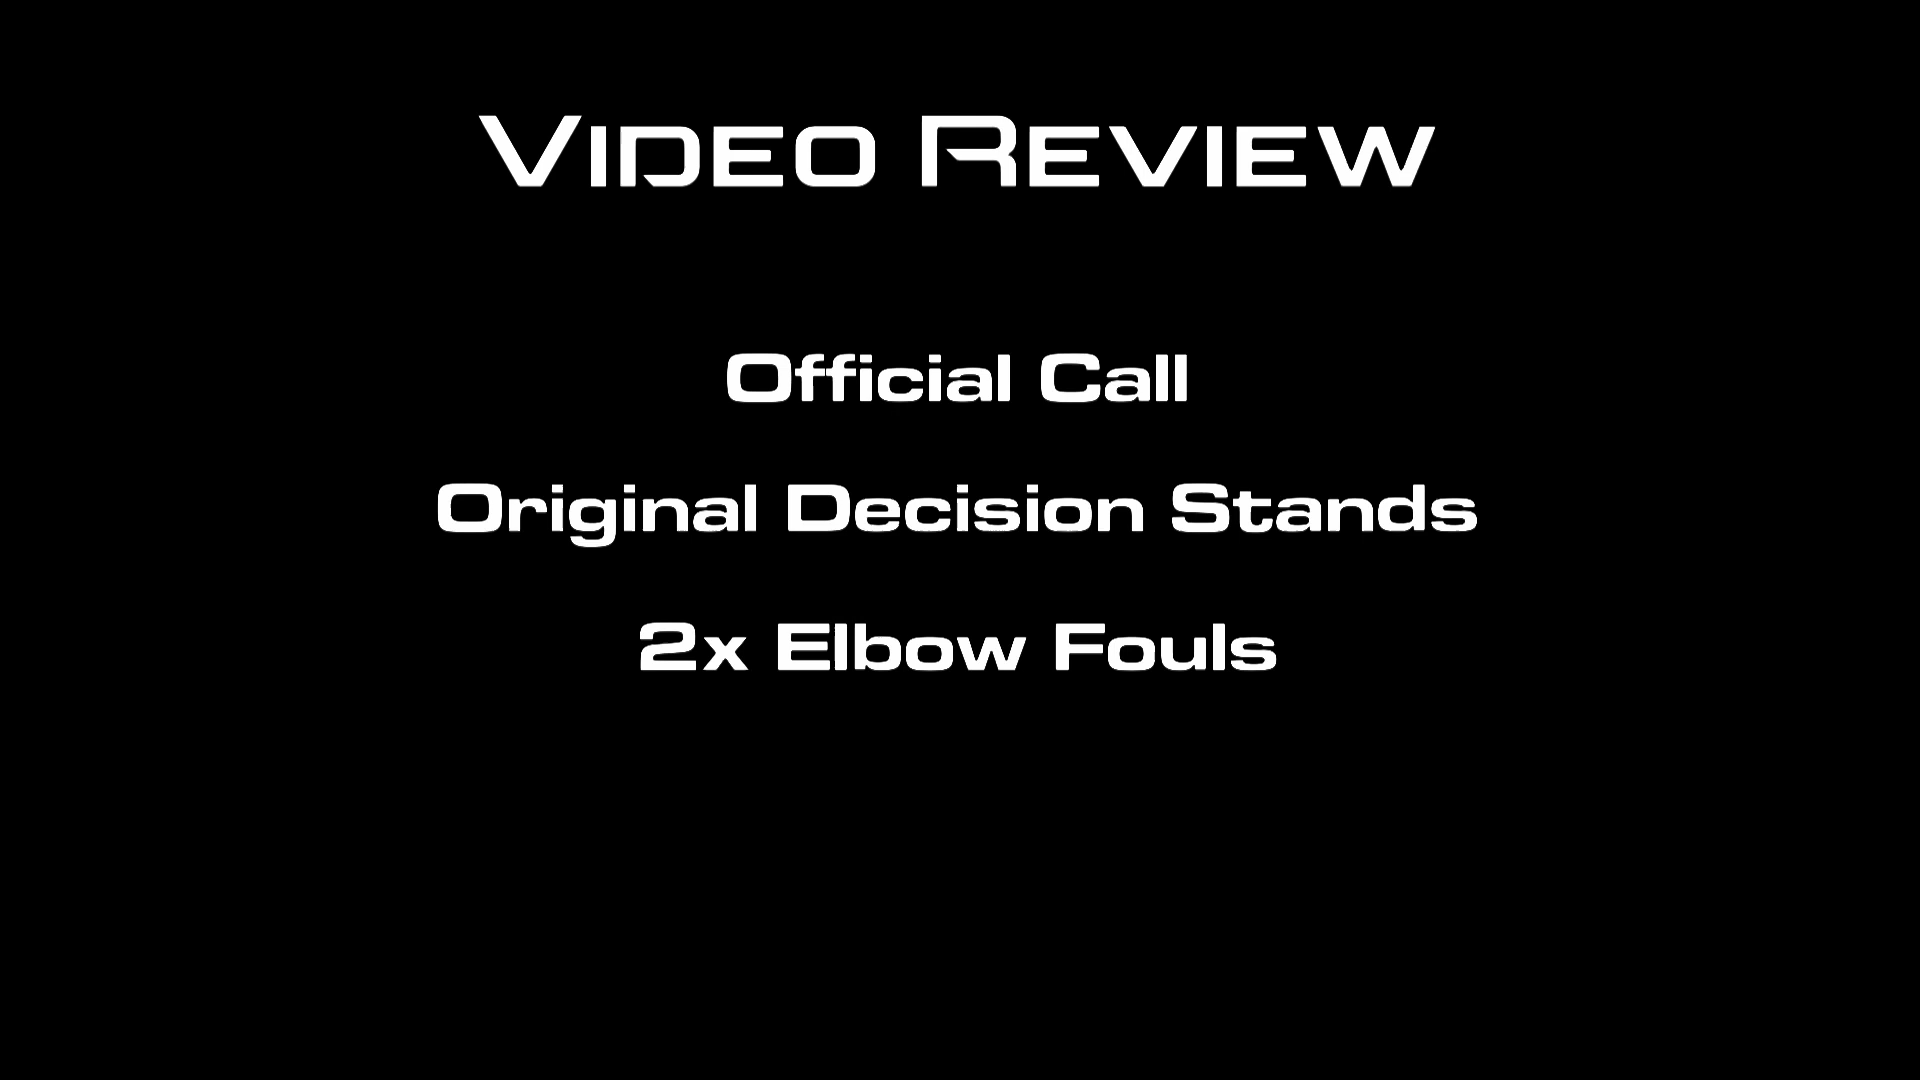 Video Review
Official Call
Original Decision Stands
2x Elbow Fouls